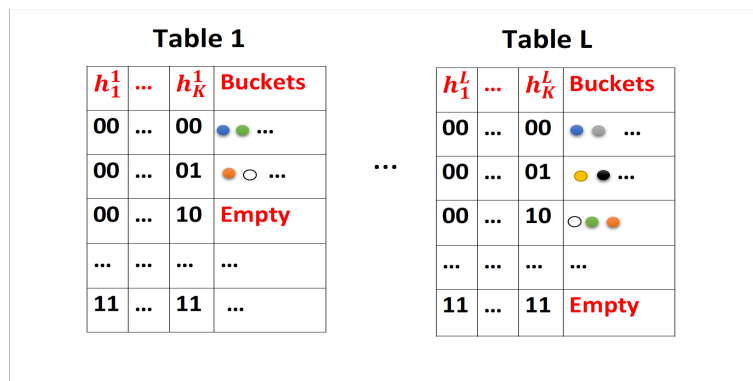 Table 1
h_1^1 ... h_K^1 Buckets
00 ... 00 ...
00 ... 01 ...
00 ... 10 Empty
... ... ... ...
11 ... 11 ...
...
Table L
h_1^L ... h_K^L Buckets
00 ... 00 ...
00 ... 01 ...
00 ... 10
... ... ... ...
11 ... 11 Empty